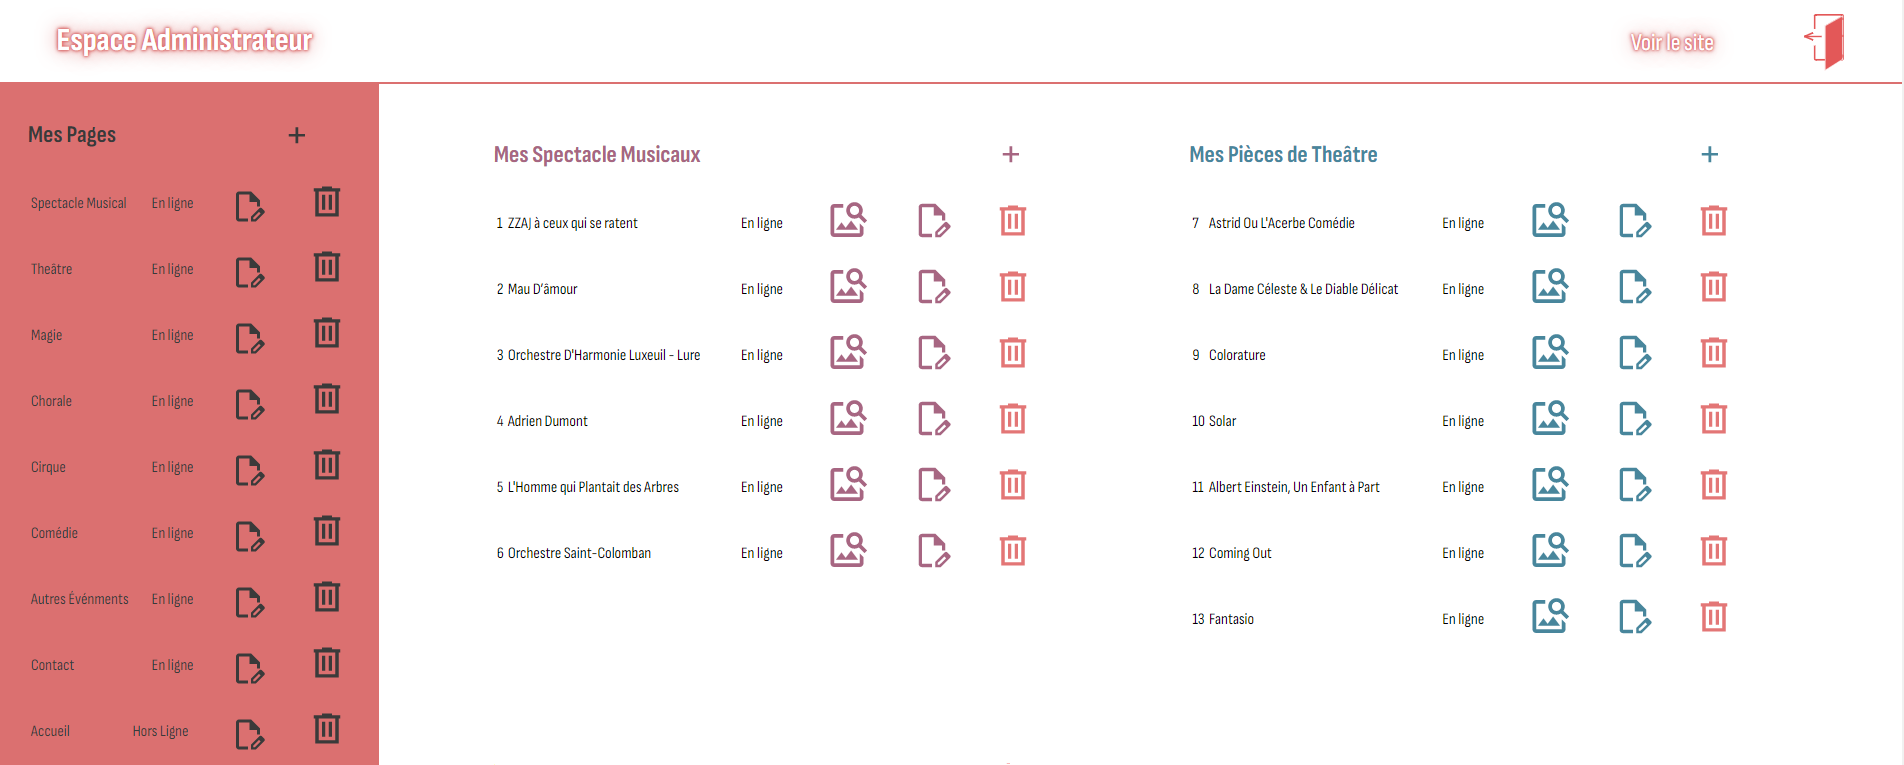 Espace Administrateur
Voir le site
Mes Pages +
Spectacle Musical En ligne
Theâtre En ligne
Magie En ligne
Chorale En ligne
Cirque En ligne
Comédie En ligne
Autres Événments En ligne
Contact En ligne
Accueil Hors Ligne
Mes Spectacle Musicaux +
1 ZZAJ à ceux qui se ratent En ligne
2 Mau D’âmour En ligne
3 Orchestre D'Harmonie Luxeuil - Lure En ligne
4 Adrien Dumont En ligne
5 L'Homme qui Plantait des Arbres En ligne
6 Orchestre Saint-Colomban En ligne
Mes Pièces de Theâtre +
7 Astrid Ou L'Acerbe Comédie En ligne
8 La Dame Céleste & Le Diable Délicat En ligne
9 Colorature En ligne
10 Solar En ligne
11 Albert Einstein, Un Enfant à Part En ligne
12 Coming Out En ligne
13 Fantasio En ligne